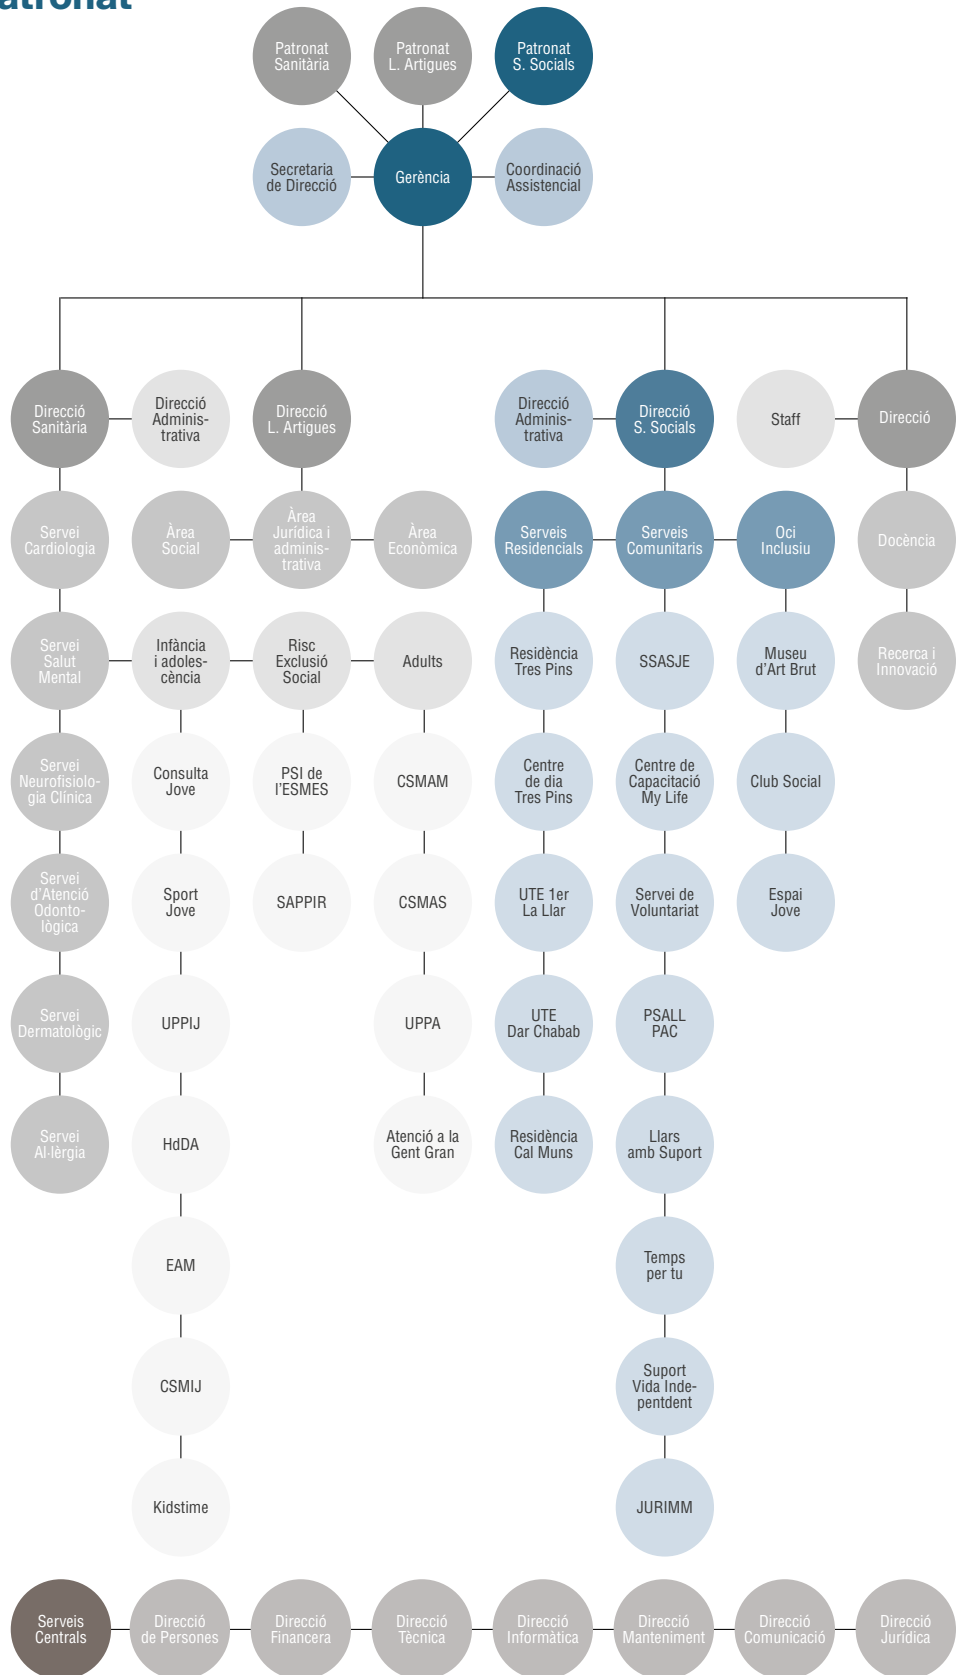 atronat
Patronat
Sanitària
Patronat
L. Artigues
Patronat
S. Socials
Secretaria
de Direcció
Gerència
Coordinació
Assistencial
Direcció
Sanitària
Direcció
Adminis-
trativa
Direcció
L. Artigues
Direcció
Adminis-
trativa
Direcció
S. Socials
Staff
Direcció
Servei
Cardiologia
Àrea
Social
Àrea
Jurídica i
adminis-
trativa
Àrea
Econòmica
Serveis
Residencials
Serveis
Comunitaris
Oci
Inclusiu
Docència
Servei
Salut
Mental
Infància
i adoles-
cència
Risc
Exclusió
Social
Adults
Residència
Tres Pins
SSASJE
Museu
d'Art Brut
Recerca i
Innovació
Servei
Neurofisiolo-
gia Clínica
Consulta
Jove
PSI de
l'ESMES
CSMAM
Centre
de dia
Tres Pins
Centre de
Capacitació
My Life
Club Social
Servei
d'Atenció
Odonto-
lògica
Sport
Jove
SAPPIR
CSMAS
UTE 1er
La Llar
Servei de
Voluntariat
Espai
Jove
Servei
Dermatològic
UPPIJ
UPPA
UTE
Dar Chabab
PSALL
PAC
Servei
Al·lèrgia
HdDA
Atenció a la
Gent Gran
Residència
Cal Muns
Llars
amb Suport
EAM
Temps
per tu
CSMIJ
Suport
Vida Inde-
pentdent
Kidstime
JURIMM
Serveis
Centrals
Direcció
de Persones
Direcció
Financera
Direcció
Tècnica
Direcció
Informàtica
Direcció
Manteniment
Direcció
Comunicació
Direcció
Jurídica